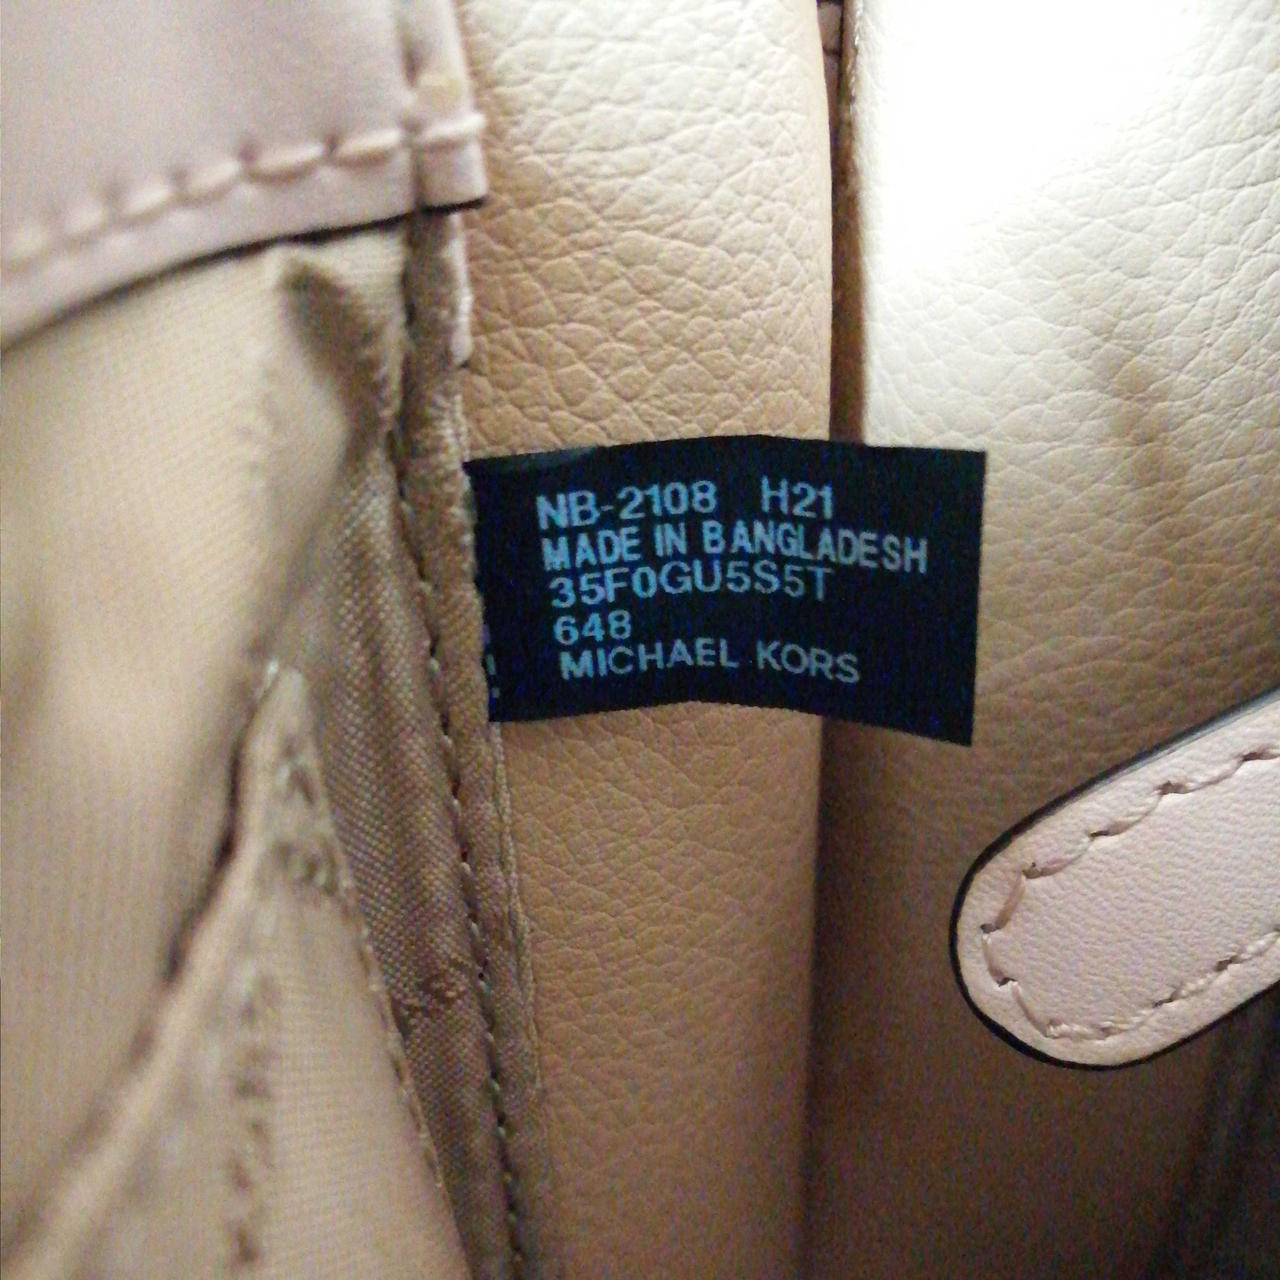 NB-2108 H21
MADE IN BANGLADESH
35F0GU5S5T
648
MICHAEL KORS